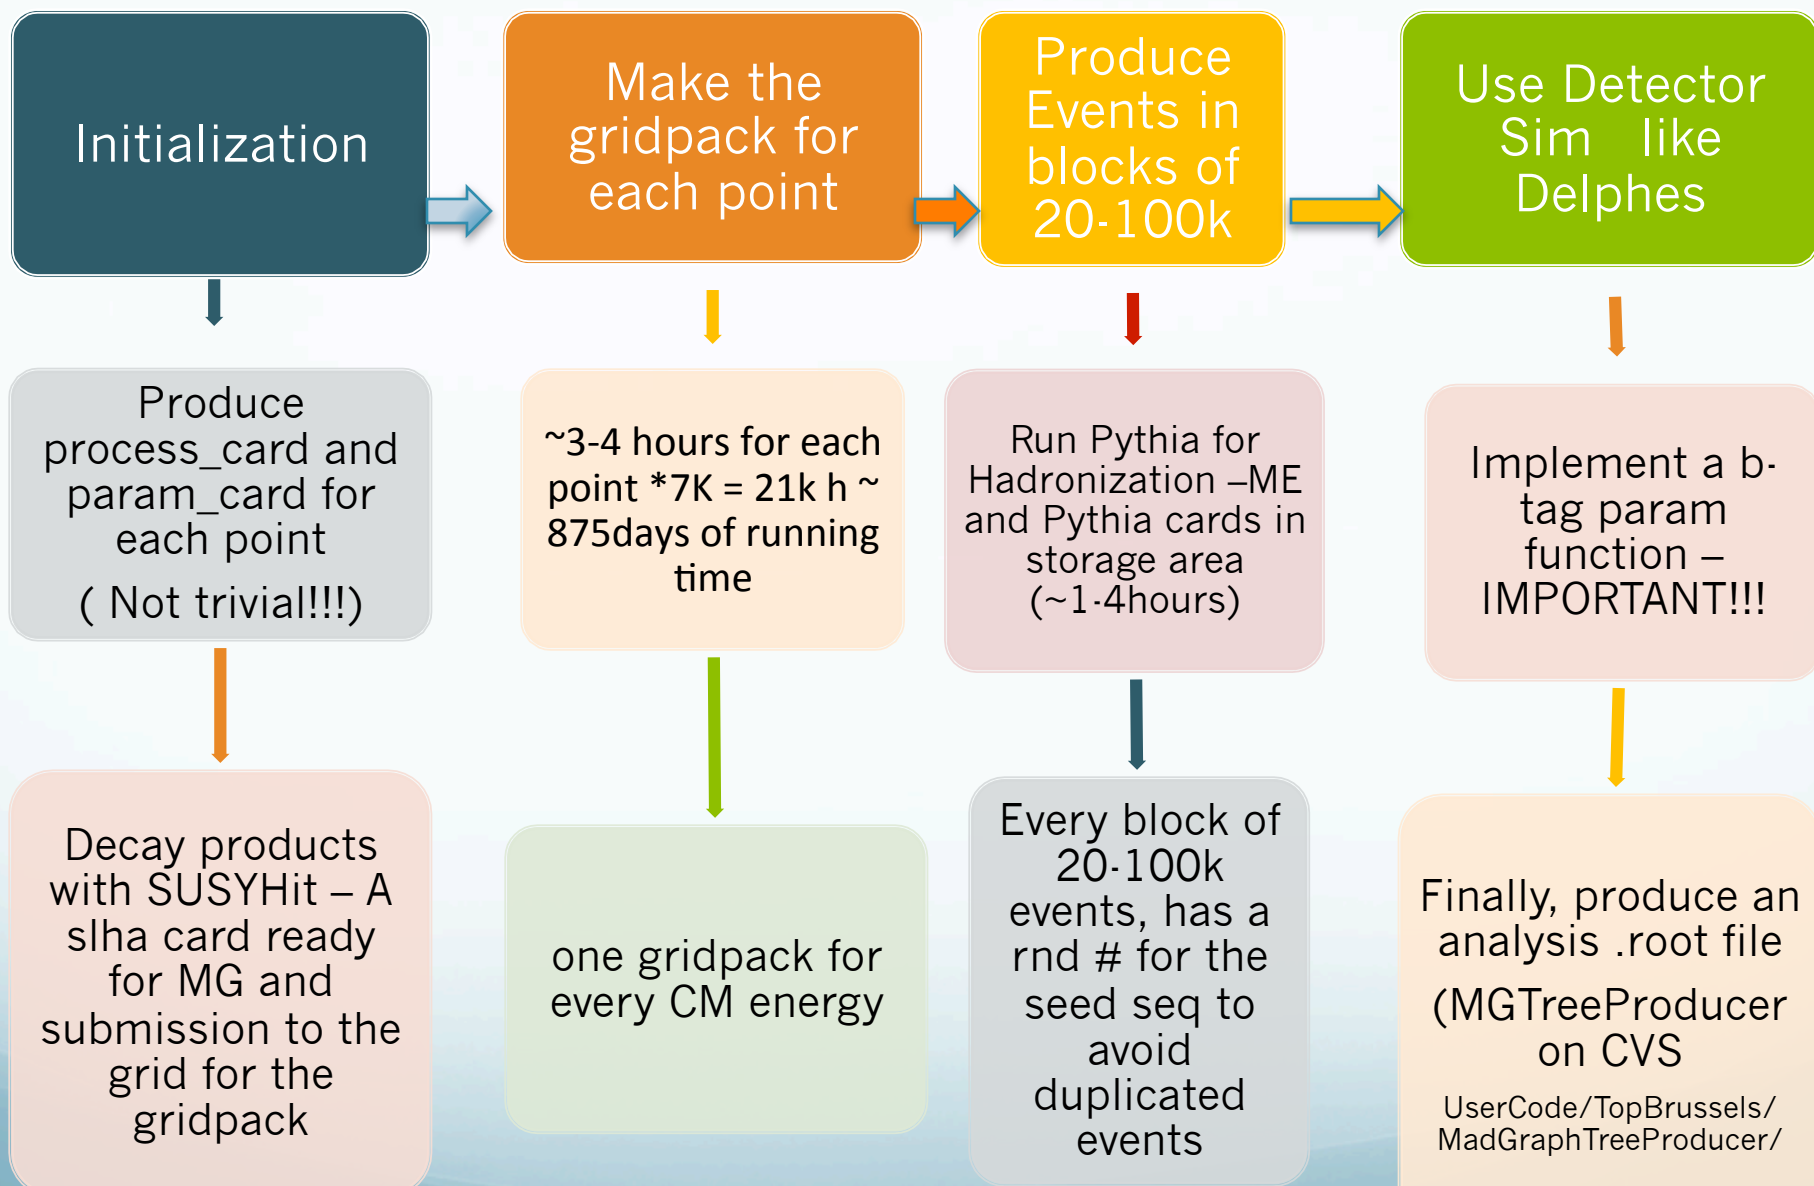 Initialization
Make the
gridpack for
each point
Produce
Events in
blocks of
20-100k
Use Detector
Sim like
Delphes
Produce
process_card and
param_card for
each point
( Not trivial!!!)
~3-4 hours for each
point *7K = 21k h ~
875days of running
time
Run Pythia for
Hadronization –ME
and Pythia cards in
storage area
(~1-4hours)
Implement a b-
tag param
function –
IMPORTANT!!!
Decay products
with SUSYHit – A
slha card ready
for MG and
submission to the
grid for the
gridpack
one gridpack for
every CM energy
Every block of
20-100k
events, has a
rnd # for the
seed seq to
avoid
duplicated
events
Finally, produce an
analysis .root file
(MGTreeProducer
on CVS
UserCode/TopBrussels/
MadGraphTreeProducer/